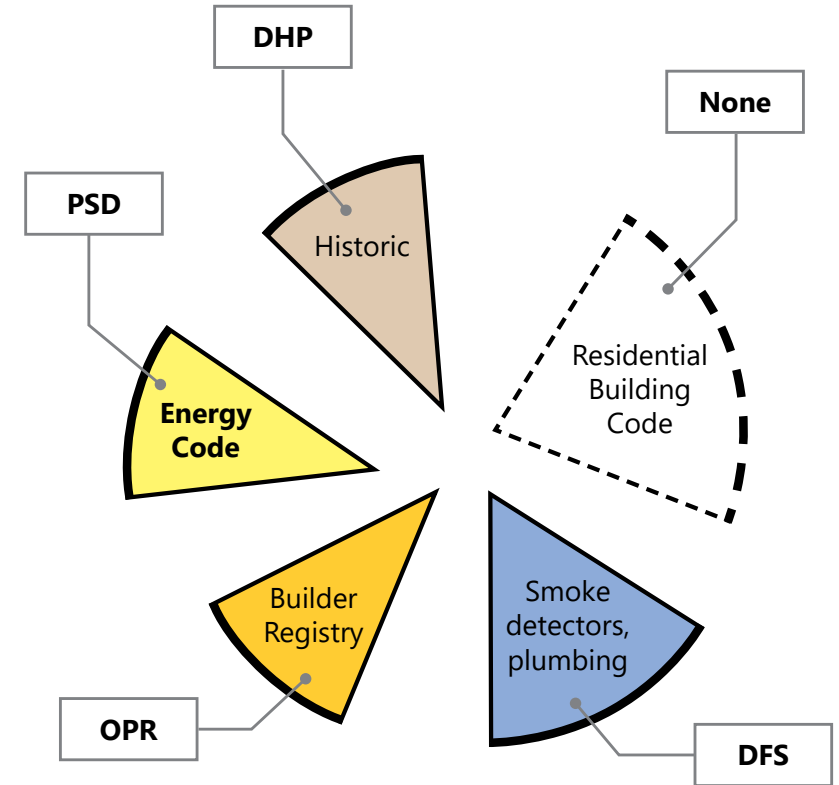 DHP
None
PSD
Historic
Residential
Building
Code
Energy
Code
Builder
Registry
Smoke
detectors,
plumbing
OPR
DFS